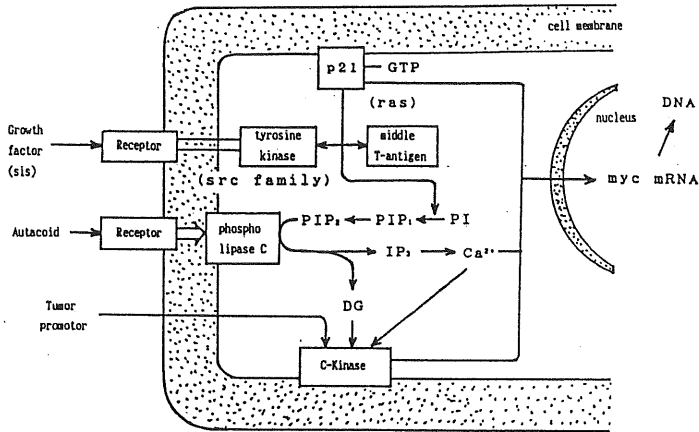 cell membrane
p21
GTP
(ras)
DNA
nucleus
Growth
factor
(sis)
Receptor
tyrosine
kinase
middle
T-antigen
(src family)
myc mRNA
Autacoid
Receptor
phospho
lipase C
PIP₂
PIP₁
PI
IP₃
Ca²⁺
DG
Tumor
promotor
C-Kinase